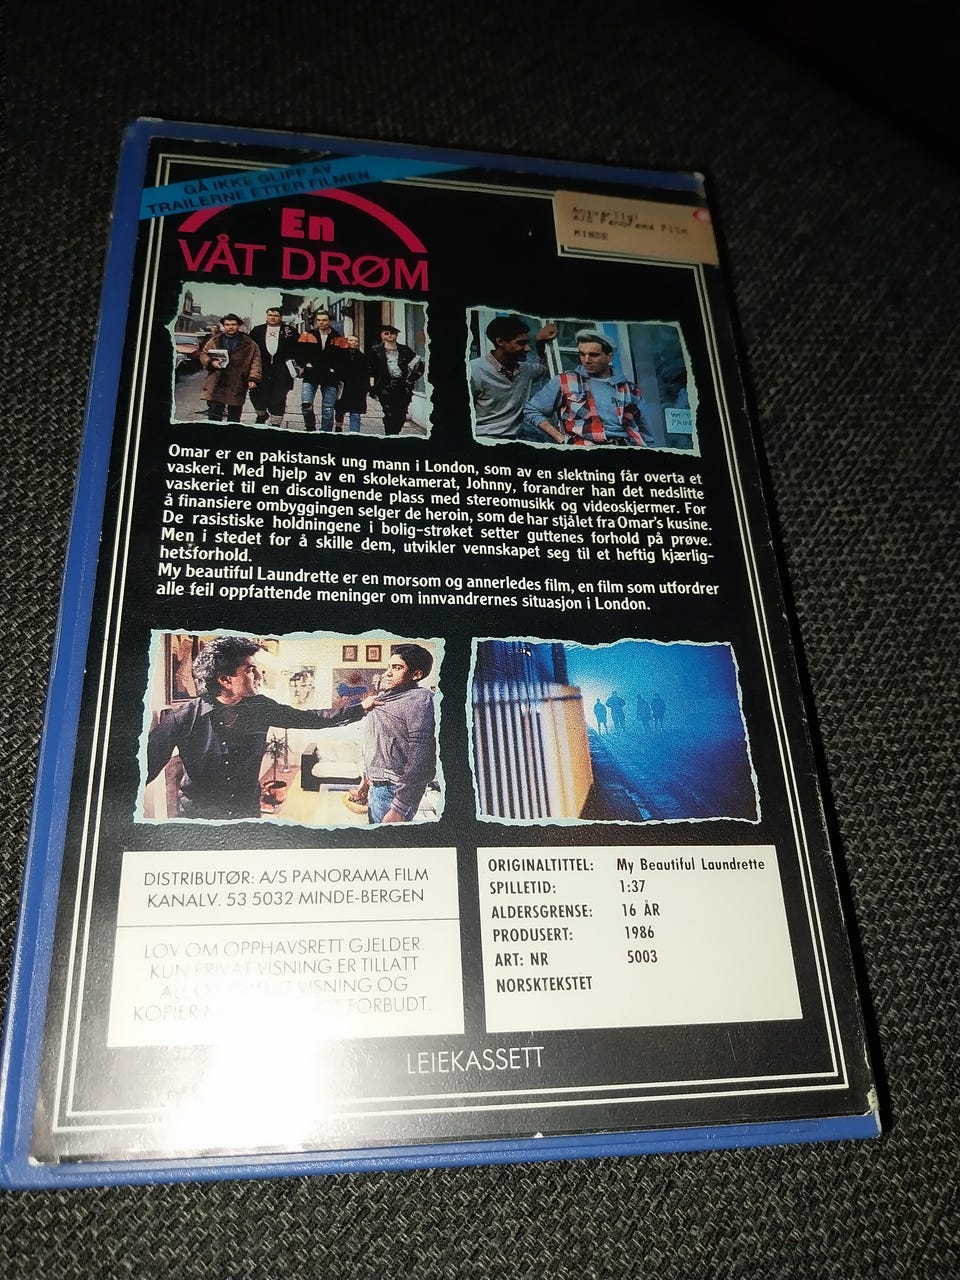 GÅ IKKE GLIPP AV
TRAILERNE ETTER FILMEN.
En
VÅT DRØM
Ansvarlig:
A/S Panorama Film
MINDE
Omar er en pakistansk ung mann i London, som av en slektning får overta et
vaskeri. Med hjelp av en skolekamerat, Johnny, forandrer han det nedslitte
vaskeriet til en discolignende plass med stereomusikk og videoskjermer. For
å finansiere ombyggingen selger de heroin, som de har stjålet fra Omar's kusine.
De rasistiske holdningene i bolig-strøket setter guttenes forhold på prøve.
Men i stedet for å skille dem, utvikler vennskapet seg til et heftig kjærlig-
hetsforhold.
My beautiful Laundrette er en morsom og annerledes film, en film som utfordrer
alle feil oppfattende meninger om innvandrernes situasjon i London.
DISTRIBUTØR: A/S PANORAMA FILM
KANALV. 53 5032 MINDE-BERGEN
LOV OM OPPHAVSRETT GJELDER.
KUN PRIVAT VISNING ER TILLATT
VISNING OG
FORBUDT.
ORIGINALTITTEL: My Beautiful Laundrette
SPILLETID: 1:37
ALDERSGRENSE: 16 ÅR
PRODUSERT: 1986
ART: NR 5003
NORSKTEKSTET
LEIEKASSETT